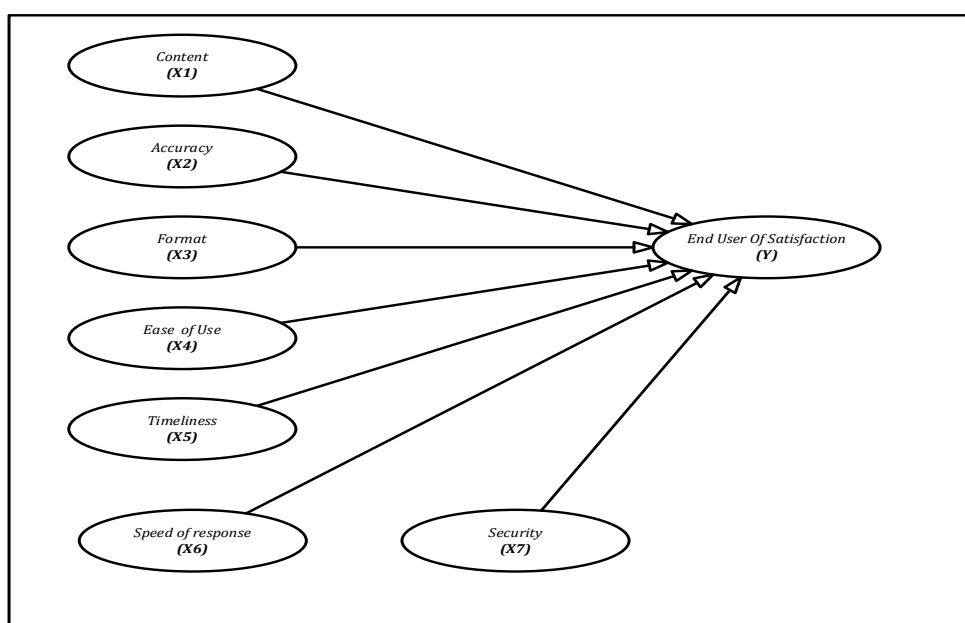 Content
(X1)
Accuracy
(X2)
Format
(X3)
End User Of Satisfaction
(Y)
Ease of Use
(X4)
Timeliness
(X5)
Speed of response
(X6)
Security
(X7)